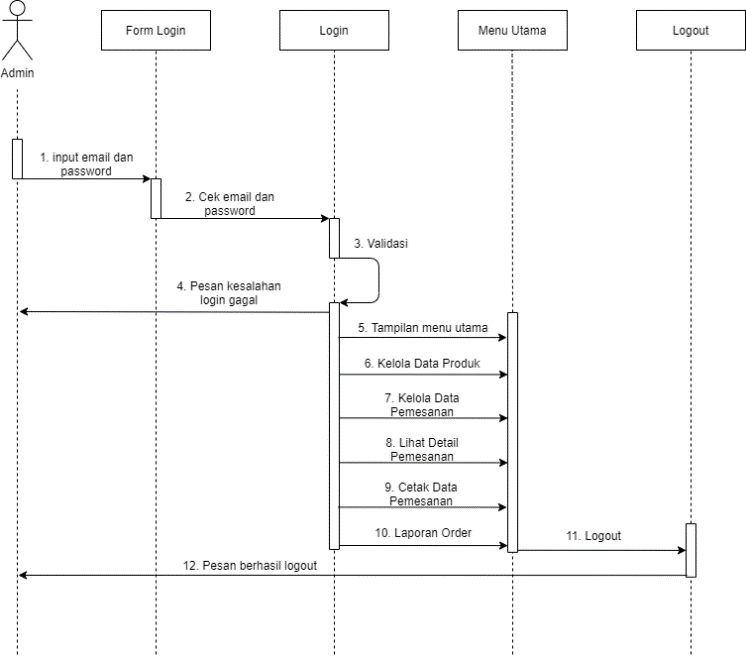 Form Login
Login
Menu Utama
Logout
Admin
1. input email dan
password
2. Cek email dan
password
3. Validasi
4. Pesan kesalahan
login gagal
5. Tampilan menu utama
6. Kelola Data Produk
7. Kelola Data
Pemesanan
8. Lihat Detail
Pemesanan
9. Cetak Data
Pemesanan
10. Laporan Order
11. Logout
12. Pesan berhasil logout